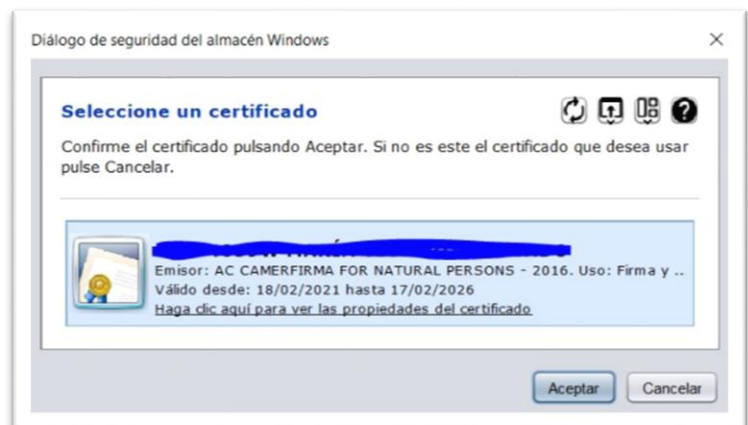 Diálogo de seguridad del almacén Windows
Seleccione un certificado
Confirme el certificado pulsando Aceptar. Si no es este el certificado que desea usar
pulse Cancelar.
Emisor: AC CAMERFIRMA FOR NATURAL PERSONS - 2016. Uso: Firma y ..
Válido desde: 18/02/2021 hasta 17/02/2026
Haga clic aquí para ver las propiedades del certificado
Aceptar
Cancelar